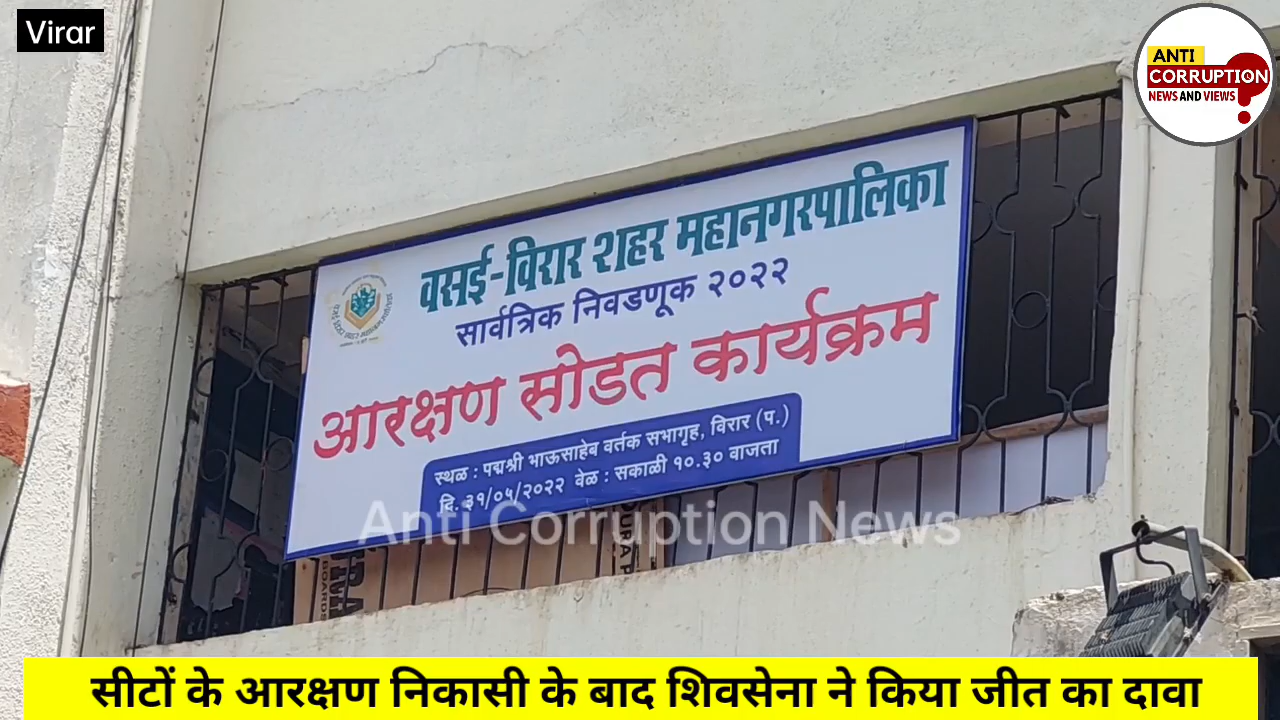 Virar
ANTI
CORRUPTION
NEWS AND VIEWS
वसई-विरार शहर महानगरपालिका
सार्वत्रिक निवडणूक २०२२
आरक्षण सोडत कार्यक्रम
स्थळ : पद्मश्री भाऊसाहेब वर्तक सभागृह, विरार (प.)
दि. ३१/०५/२०२२ वेळ : सकाळी १०.३० वाजता
Anti Corruption News
सीटों के आरक्षण निकासी के बाद शिवसेना ने किया जीत का दावा